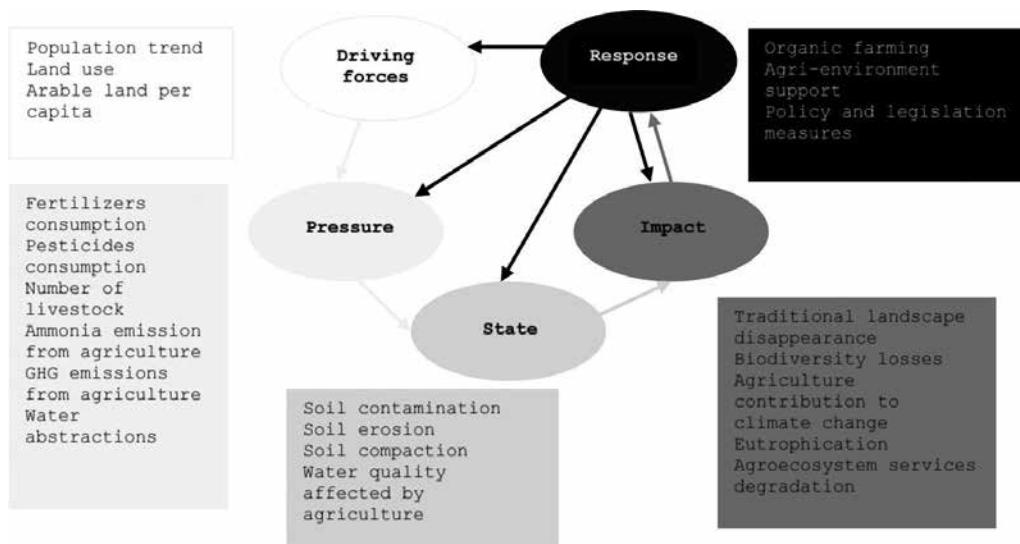 Population trend
Land use
Arable land per
capita
Driving
forces
Response
Organic farming
Agri-environment
support
Policy and legislation
measures
Fertilizers
consumption
Pesticides
consumption
Number of
livestock
Ammonia emission
from agriculture
GHG emissions
from agriculture
Water
abstractions
Pressure
Impact
State
Soil contamination
Soil erosion
Soil compaction
Water quality
affected by
agriculture
Traditional landscape
disappearance
Biodiversity losses
Agriculture
contribution to
climate change
Eutrophication
Agroecosystem services
degradation